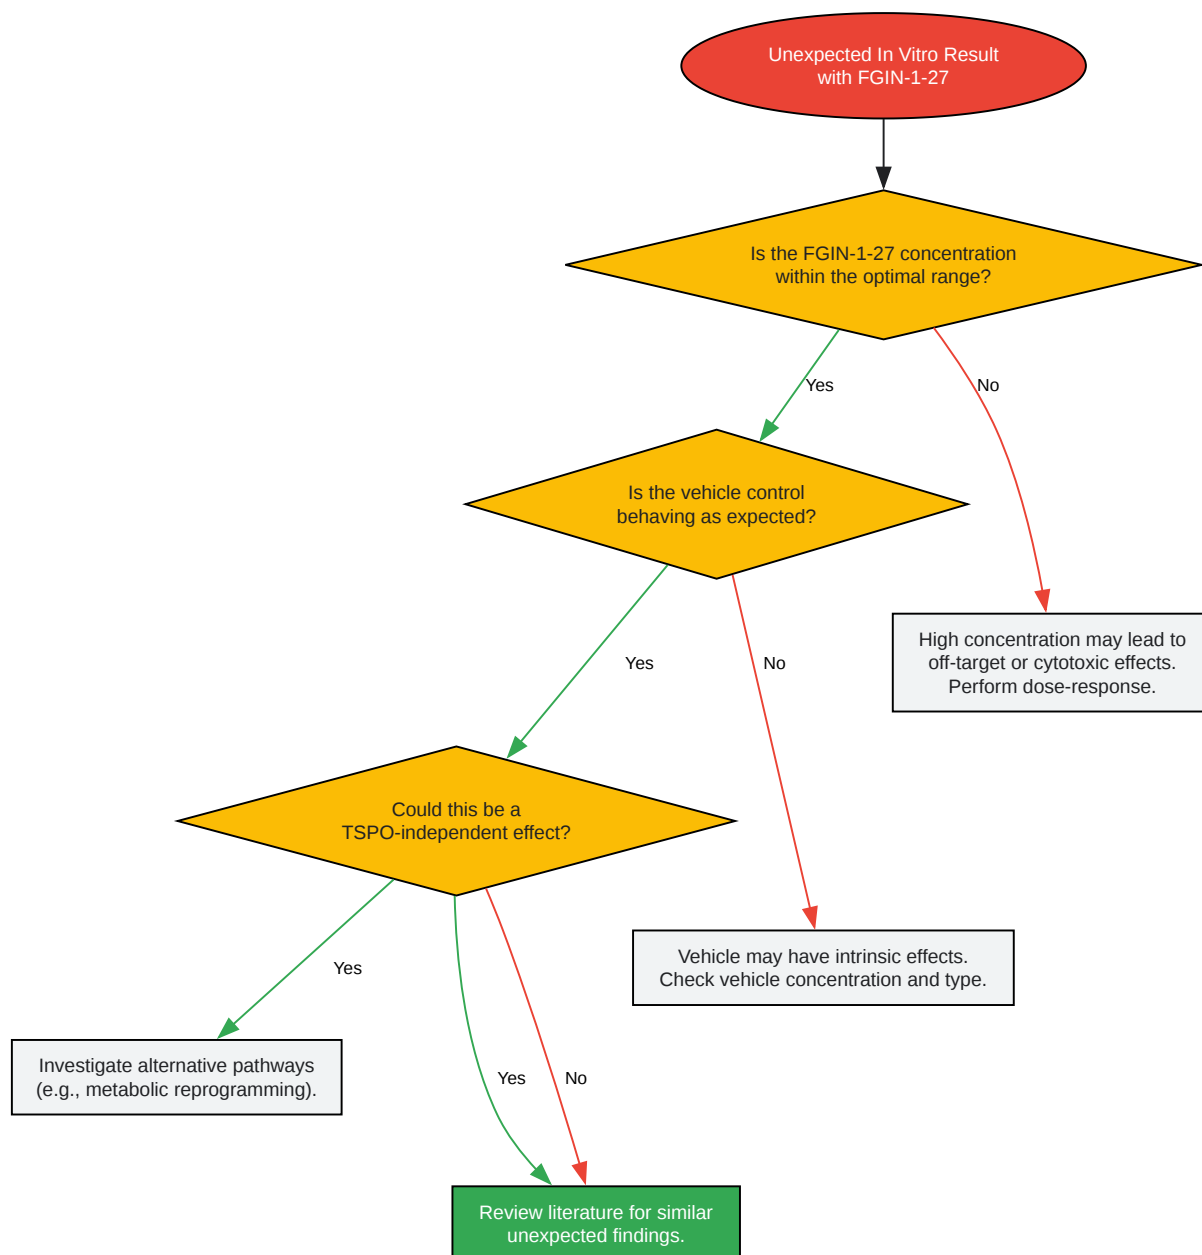 Unexpected In Vitro Result
with FGIN-1-27
Is the FGIN-1-27 concentration
within the optimal range?
Yes
No
Is the vehicle control
behaving as expected?
High concentration may lead to
off-target or cytotoxic effects.
Perform dose-response.
Yes
No
Could this be a
TSPO-independent effect?
Vehicle may have intrinsic effects.
Check vehicle concentration and type.
Yes
Investigate alternative pathways
(e.g., metabolic reprogramming).
Yes
No
Review literature for similar
unexpected findings.